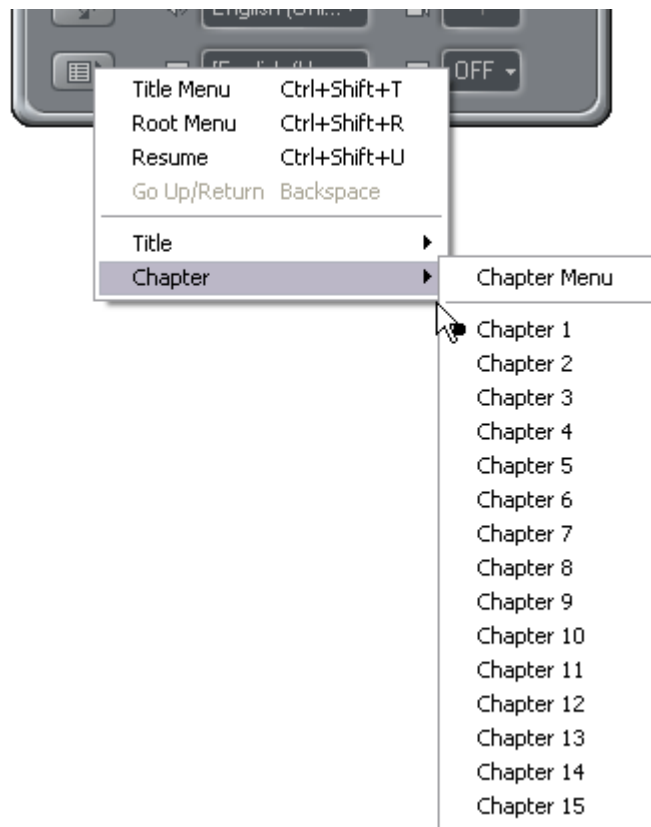 English (Uni...
OFF
Title Menu Ctrl+Shift+T
Root Menu Ctrl+Shift+R
Resume Ctrl+Shift+U
Go Up/Return Backspace
Title
Chapter
Chapter Menu
Chapter 1
Chapter 2
Chapter 3
Chapter 4
Chapter 5
Chapter 6
Chapter 7
Chapter 8
Chapter 9
Chapter 10
Chapter 11
Chapter 12
Chapter 13
Chapter 14
Chapter 15